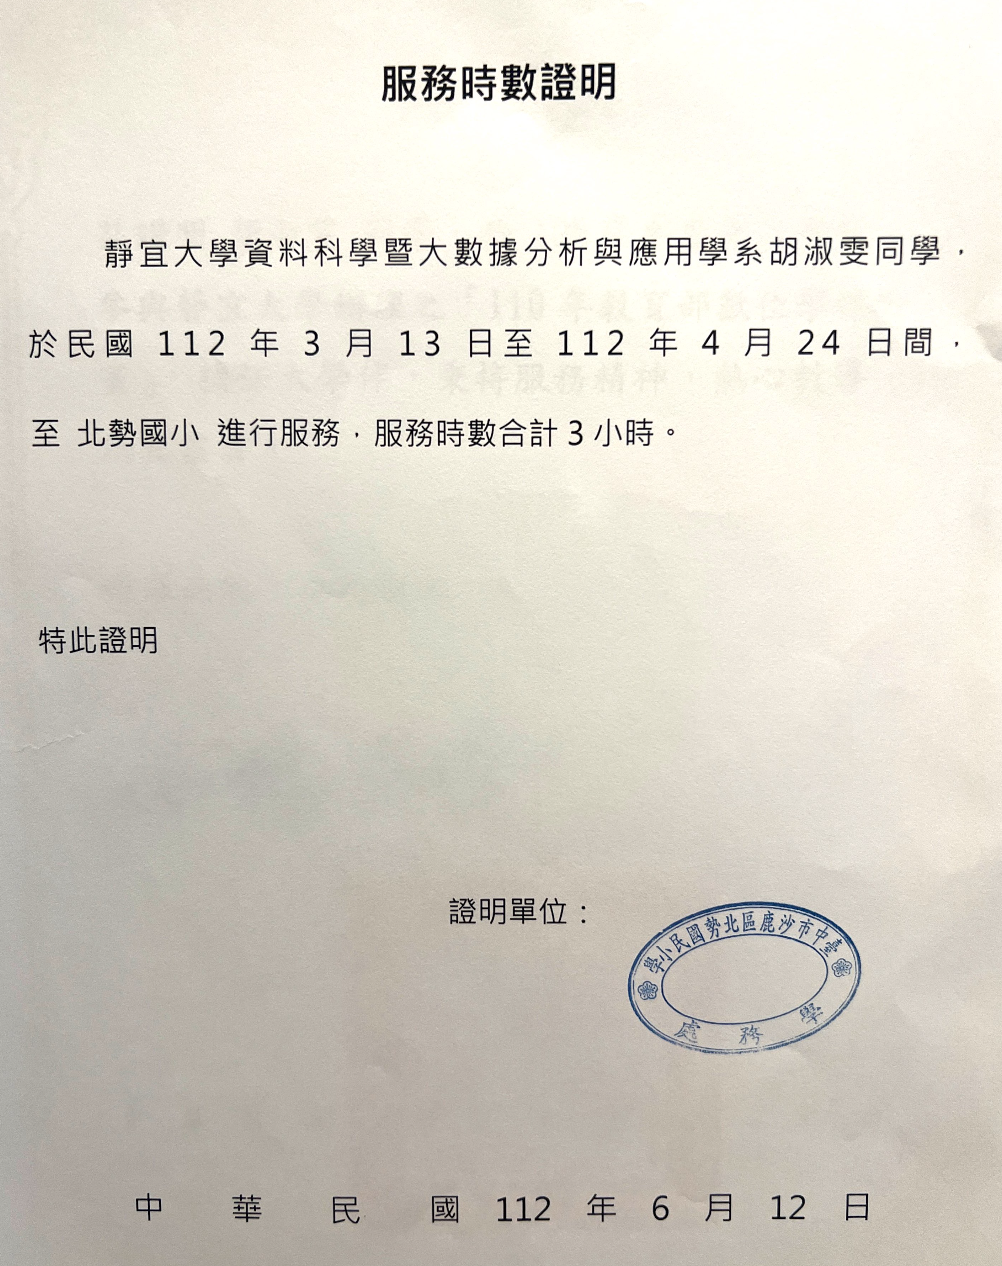 服務時數證明
靜宜大學資料科學暨大數據分析與應用學系胡淑雯同學，
於民國 112 年 3 月 13 日至 112 年 4 月 24 日間，
至 北勢國小 進行服務，服務時數合計 3 小時。
特此證明
證明單位：
臺中市沙鹿區北勢國民小學
學務處
中華民國 112 年 6 月 12 日